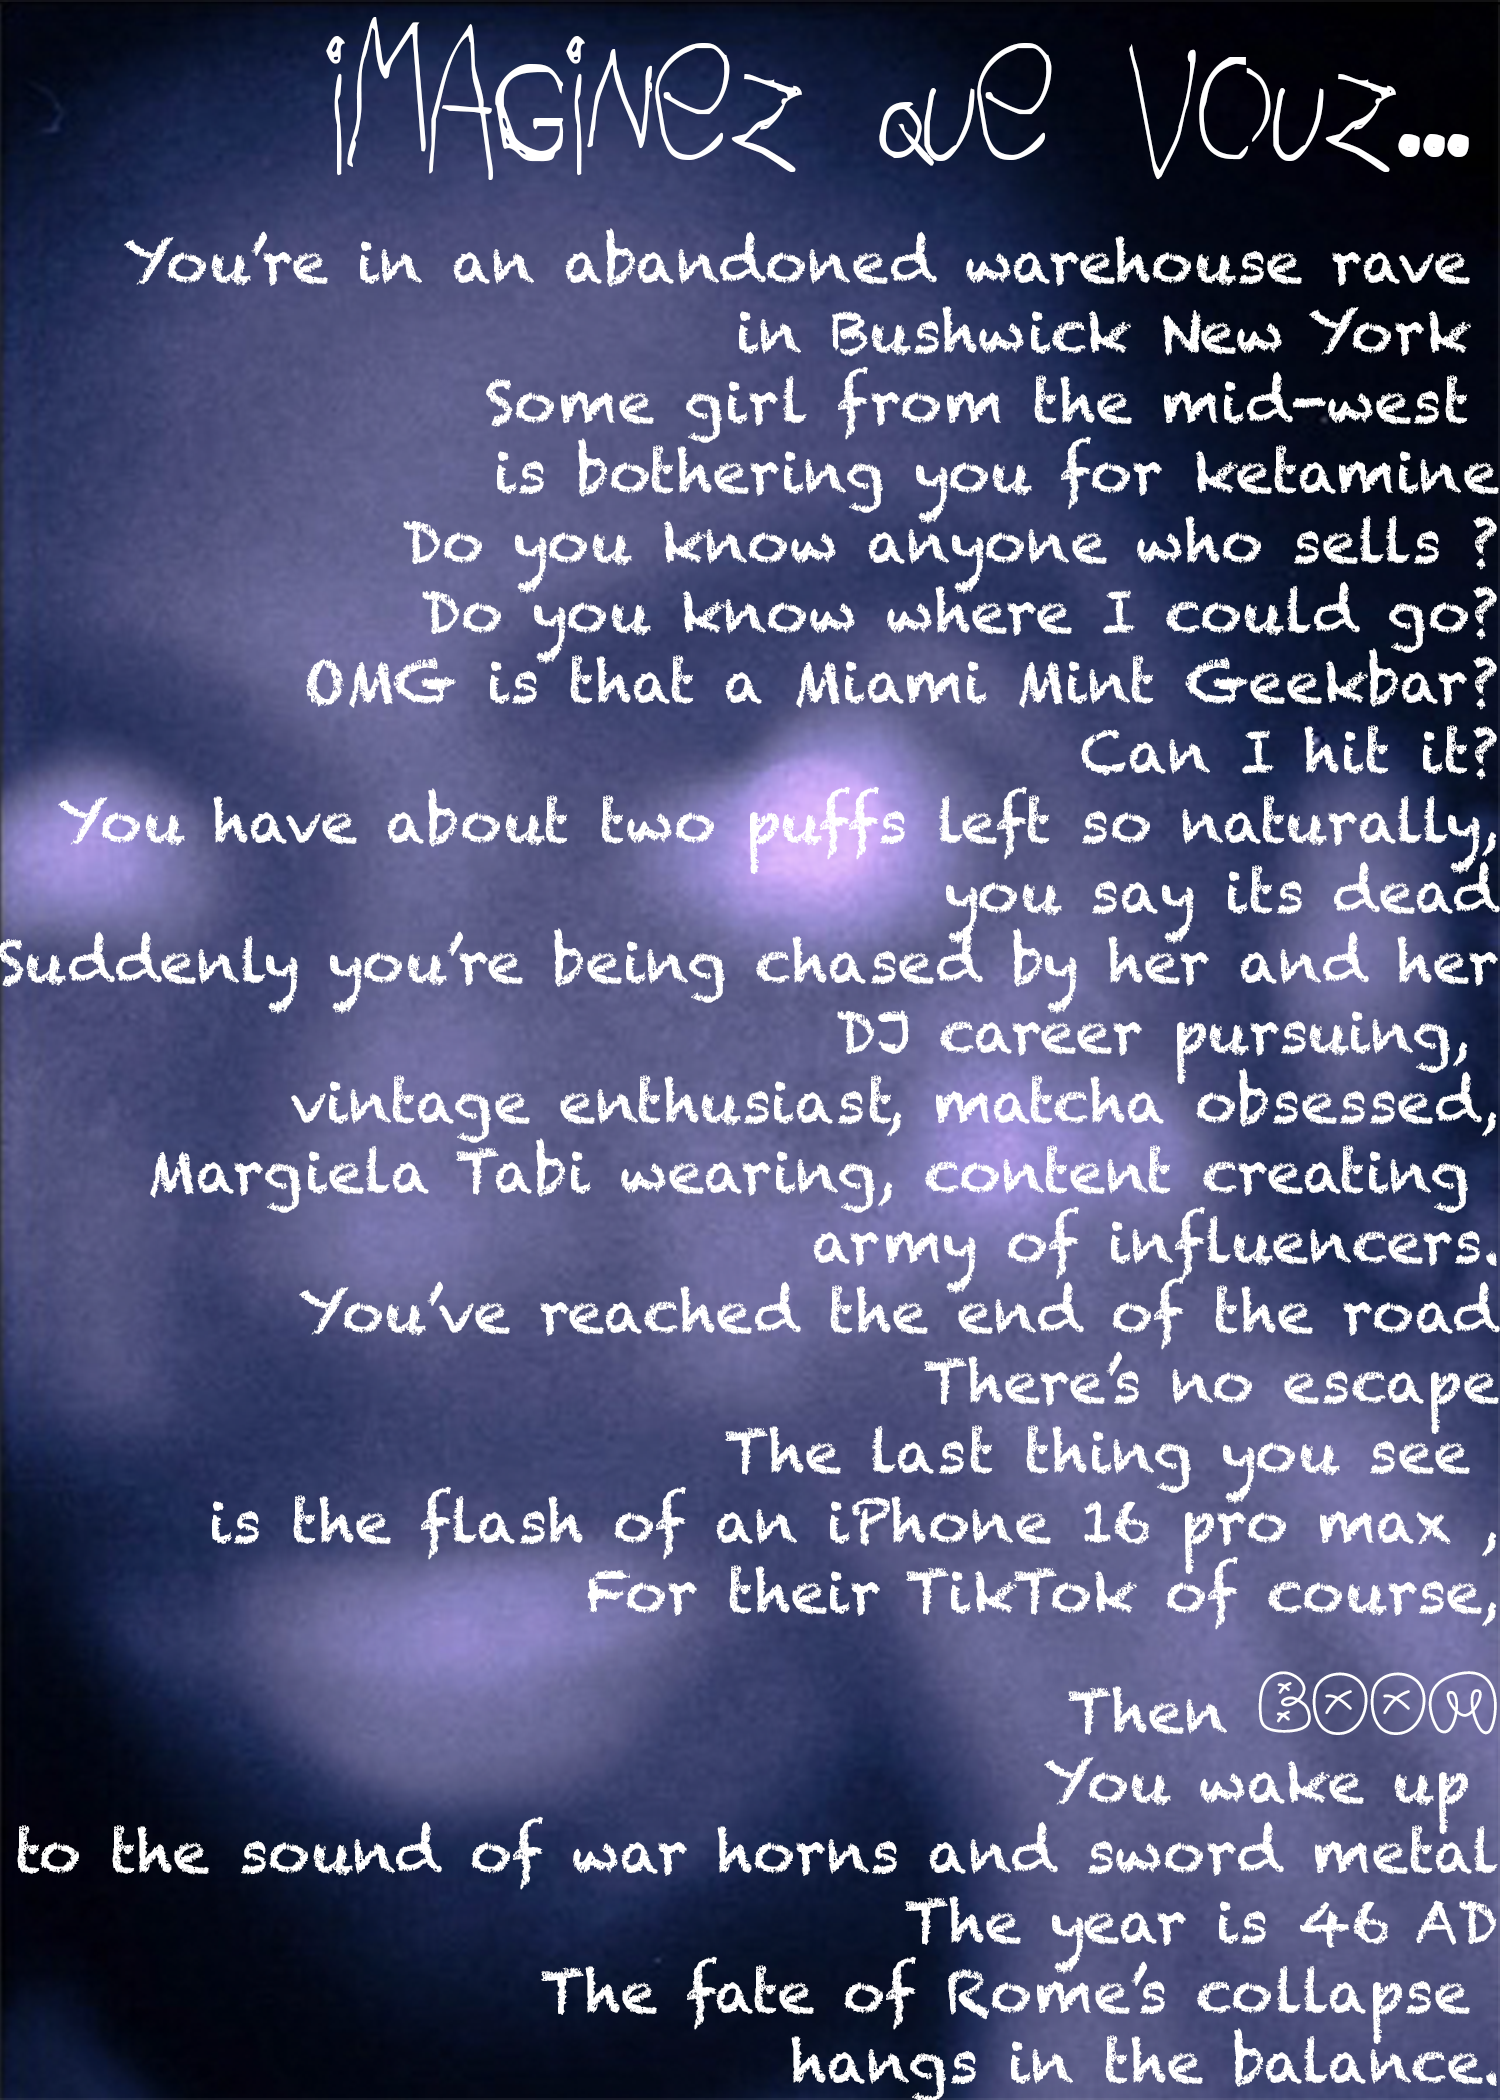 iMAGiNez que Vouz...
You're in an abandoned warehouse rave
in Bushwick New York
Some girl from the mid-west
is bothering you for ketamine
Do you know anyone who sells ?
Do you know where I could go?
OMG is that a Miami Mint Geekbar?
Can I hit it?
You have about two puffs left so naturally,
you say its dead
Suddenly you're being chased by her and her
DJ career pursuing,
vintage enthusiast, matcha obsessed,
Margiela Tabi wearing, content creating
army of influencers.
You've reached the end of the road
There's no escape
The last thing you see
is the flash of an iPhone 16 pro max ,
For their TikTok of course,
Then BOOM
You wake up
to the sound of war horns and sword metal
The year is 46 AD
The fate of Rome's collapse
hangs in the balance.